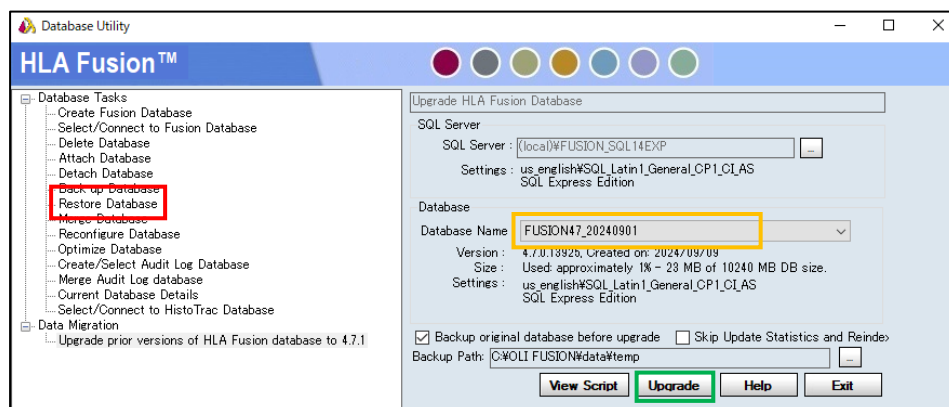 Database Utility
HLA Fusion™
Database Tasks
Create Fusion Database
Select/Connect to Fusion Database
Delete Database
Attach Database
Detach Database
Back up Database
Restore Database
Merge Database
Reconfigure Database
Optimize Database
Create/Select Audit Log Database
Merge Audit Log database
Current Database Details
Select/Connect to HistoTrac Database
Data Migration
Upgrade prior versions of HLA Fusion database to 4.7.1
Upgrade HLA Fusion Database
SQL Server
SQL Server : (local)¥FUSION_SQL14EXP ...
Settings : us_english¥SQL_Latin1_General_CP1_CI_AS
SQL Express Edition
Database
Database Name FUSION47_20240901
Version : 4.7.0.13925, Created on: 2024/09/09
Size : Used: approximately 1% - 23 MB of 10240 MB DB size.
Settings : us_english¥SQL_Latin1_General_CP1_CI_AS
SQL Express Edition
Backup original database before upgrade Skip Update Statistics and Reindex
Backup Path: C:¥OLI FUSION¥data¥temp ...
View Script Upgrade Help Exit